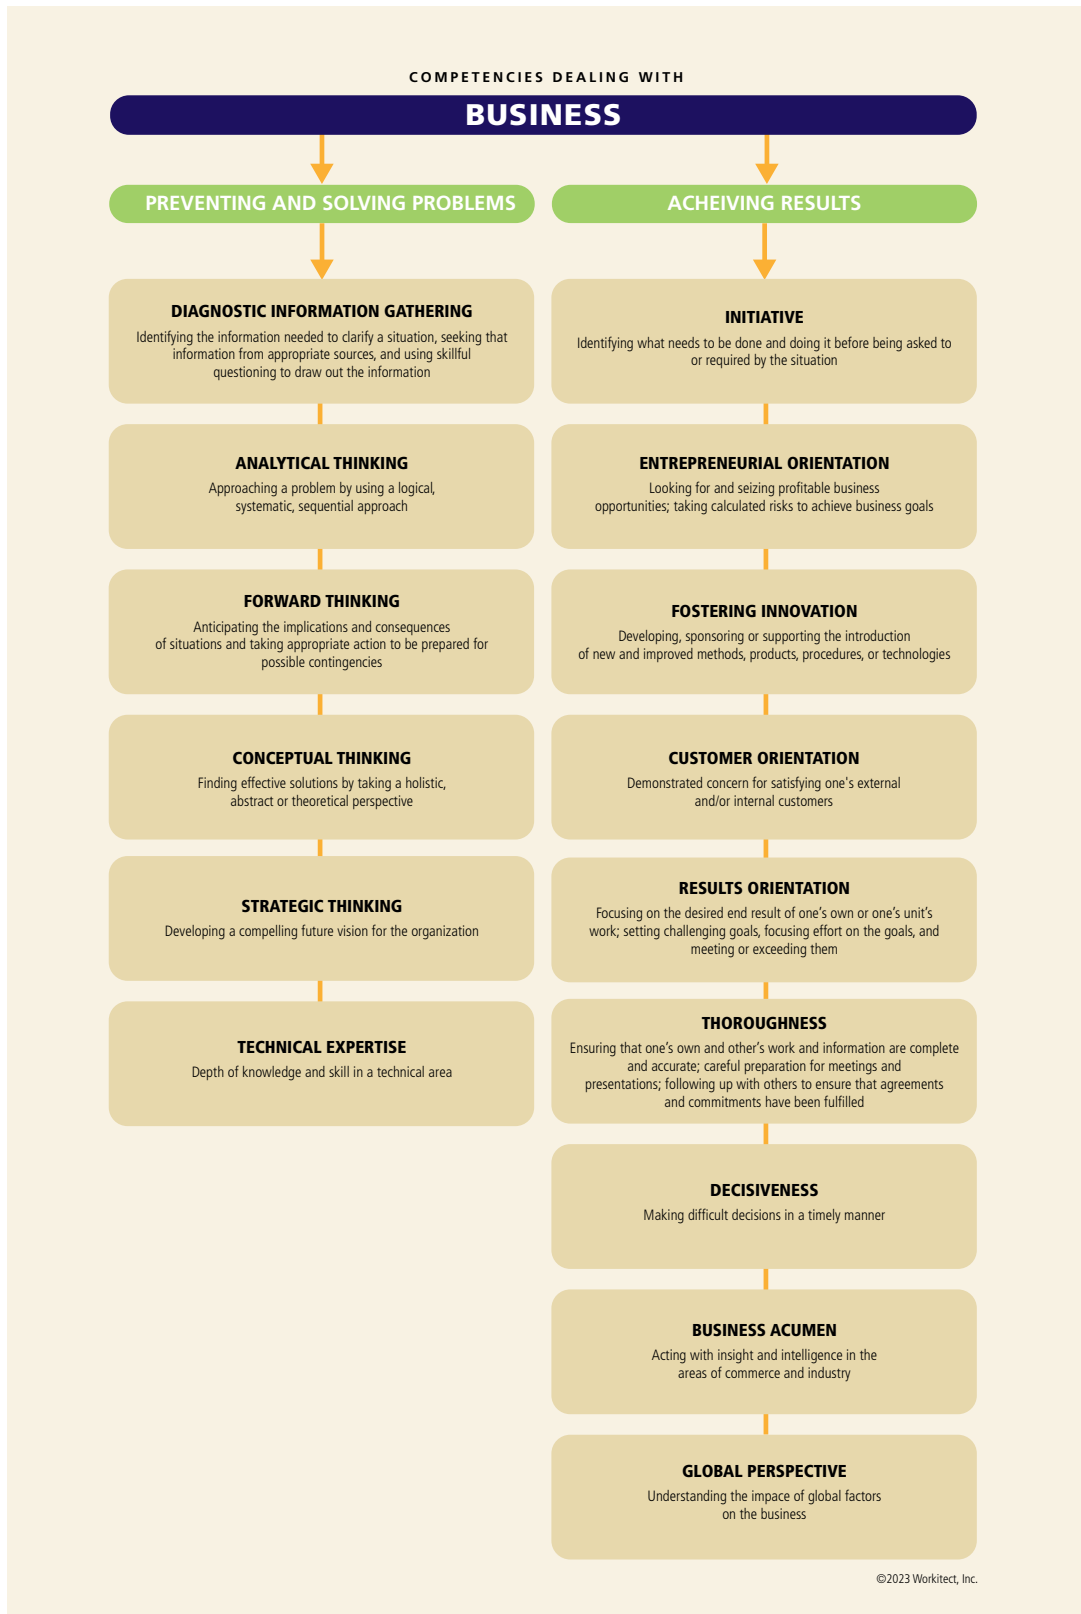 COMPETENCIES DEALING WITH
BUSINESS
PREVENTING AND SOLVING PROBLEMS
DIAGNOSTIC INFORMATION GATHERING
Identifying the information needed to clarify a situation, seeking that
information from appropriate sources, and using skillful
questioning to draw out the information
ANALYTICAL THINKING
Approaching a problem by using a logical,
systematic, sequential approach
FORWARD THINKING
Anticipating the implications and consequences
of situations and taking appropriate action to be prepared for
possible contingencies
CONCEPTUAL THINKING
Finding effective solutions by taking a holistic,
abstract or theoretical perspective
STRATEGIC THINKING
Developing a compelling future vision for the organization
TECHNICAL EXPERTISE
Depth of knowledge and skill in a technical area
ACHEIVING RESULTS
INITIATIVE
Identifying what needs to be done and doing it before being asked to
or required by the situation
ENTREPRENEURIAL ORIENTATION
Looking for and seizing profitable business
opportunities; taking calculated risks to achieve business goals
FOSTERING INNOVATION
Developing, sponsoring or supporting the introduction
of new and improved methods, products, procedures, or technologies
CUSTOMER ORIENTATION
Demonstrated concern for satisfying one's external
and/or internal customers
RESULTS ORIENTATION
Focusing on the desired end result of one’s own or one’s unit’s
work; setting challenging goals, focusing effort on the goals, and
meeting or exceeding them
THOROUGHNESS
Ensuring that one’s own and other’s work and information are complete
and accurate; careful preparation for meetings and
presentations; following up with others to ensure that agreements
and commitments have been fulfilled
DECISIVENESS
Making difficult decisions in a timely manner
BUSINESS ACUMEN
Acting with insight and intelligence in the
areas of commerce and industry
GLOBAL PERSPECTIVE
Understanding the impace of global factors
on the business
©2023 Workitect, Inc.